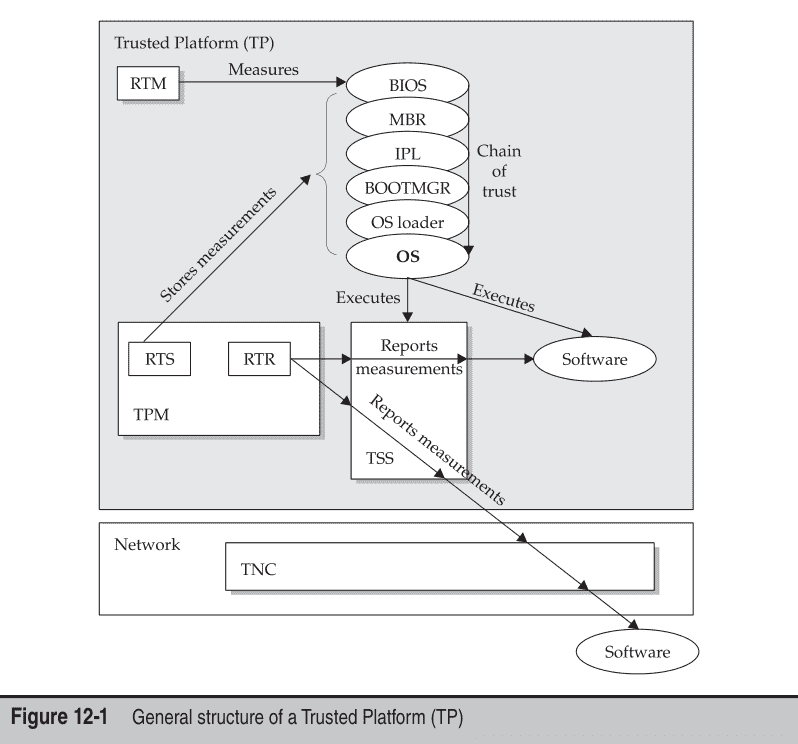 Trusted Platform (TP)
RTM
Measures
BIOS
MBR
IPL
BOOTMGR
OS loader
OS
Chain
of
trust
Stores measurements
Executes
Executes
RTS
RTR
TPM
Reports
measurements
TSS
Software
Reports measurements
Network
TNC
Software
Figure 12-1 General structure of a Trusted Platform (TP)